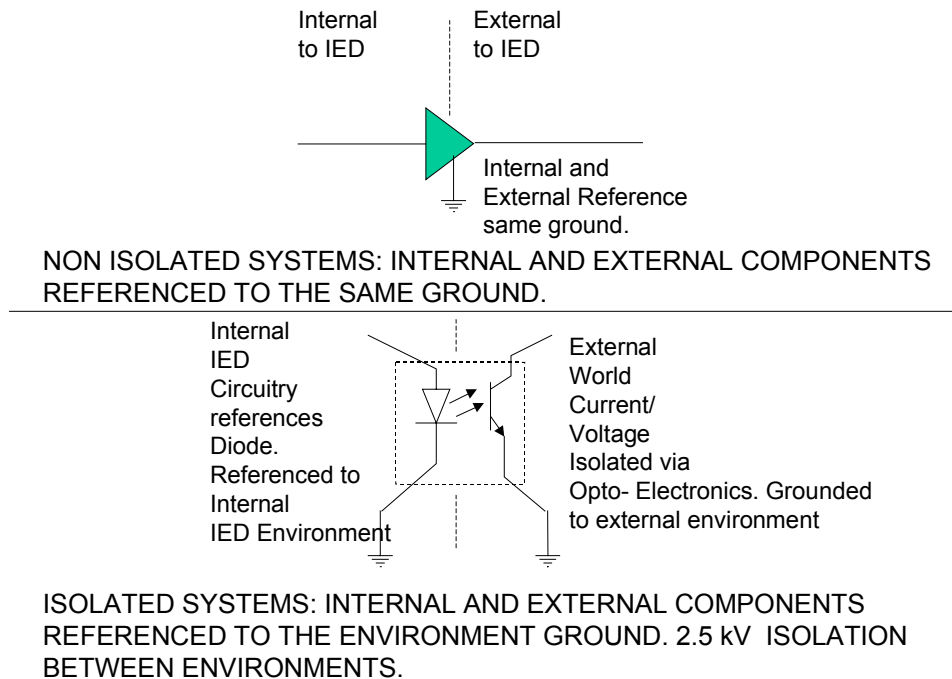 Internal
to IED
External
to IED
Internal and
External Reference
same ground.
NON ISOLATED SYSTEMS: INTERNAL AND EXTERNAL COMPONENTS
REFERENCED TO THE SAME GROUND.
Internal
IED
Circuitry
references
Diode.
Referenced to
Internal
IED Environment
External
World
Current/
Voltage
Isolated via
Opto- Electronics. Grounded
to external environment
ISOLATED SYSTEMS: INTERNAL AND EXTERNAL COMPONENTS
REFERENCED TO THE ENVIRONMENT GROUND. 2.5 kV ISOLATION
BETWEEN ENVIRONMENTS.